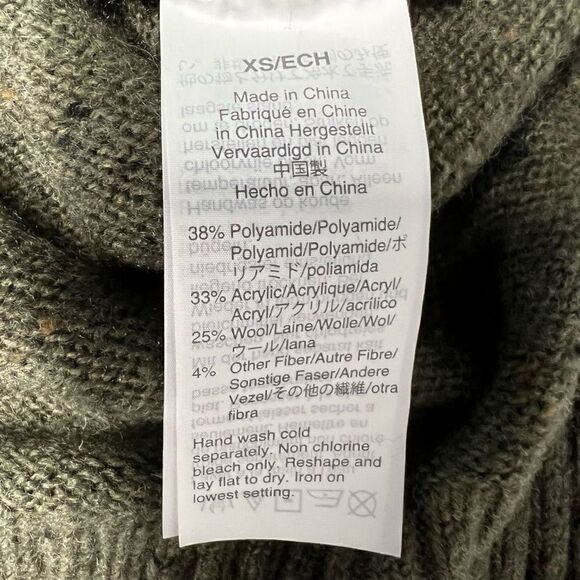 XS/ECH
Made in China
Fabriqué en Chine
in China Hergestellt
Vervaardigd in China
中国製
Hecho en China
38% Polyamide/Polyamide/
Polyamid/Polyamide/ポ
リアミド/poliamida
33% Acrylic/Acrylique/Acryl/
Acryl/アクリル/acrílico
25% Wool/Laine/Wolle/Wol/
ウール/lana
4% Other Fiber/Autre Fibre/
Sonstige Faser/Andere
Vezel/その他の繊維/otra
fibra
Hand wash cold
separately. Non chlorine
bleach only. Reshape and
lay flat to dry. Iron on
lowest setting.